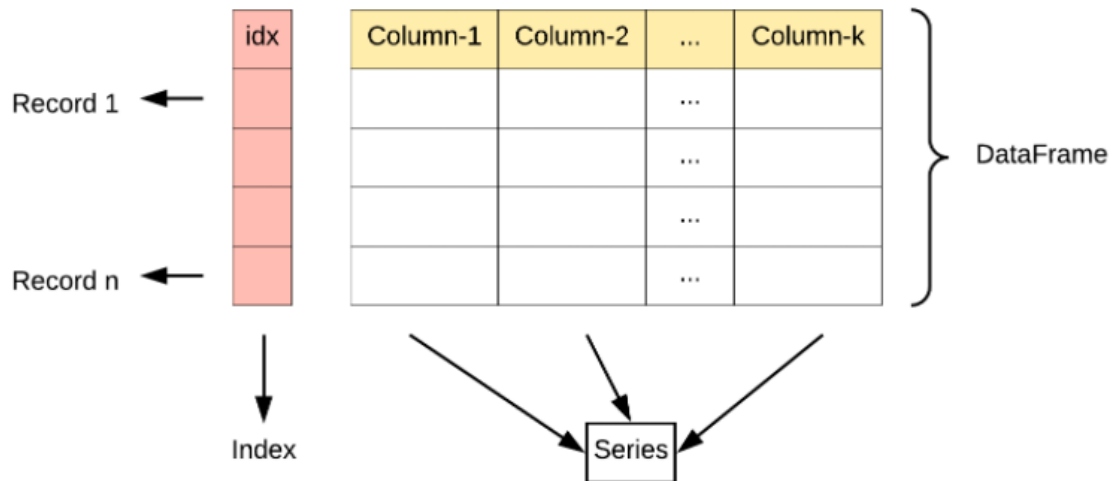 idx Column-1 Column-2 ... Column-k
Record 1 ...
... DataFrame
...
Record n ...
Index Series